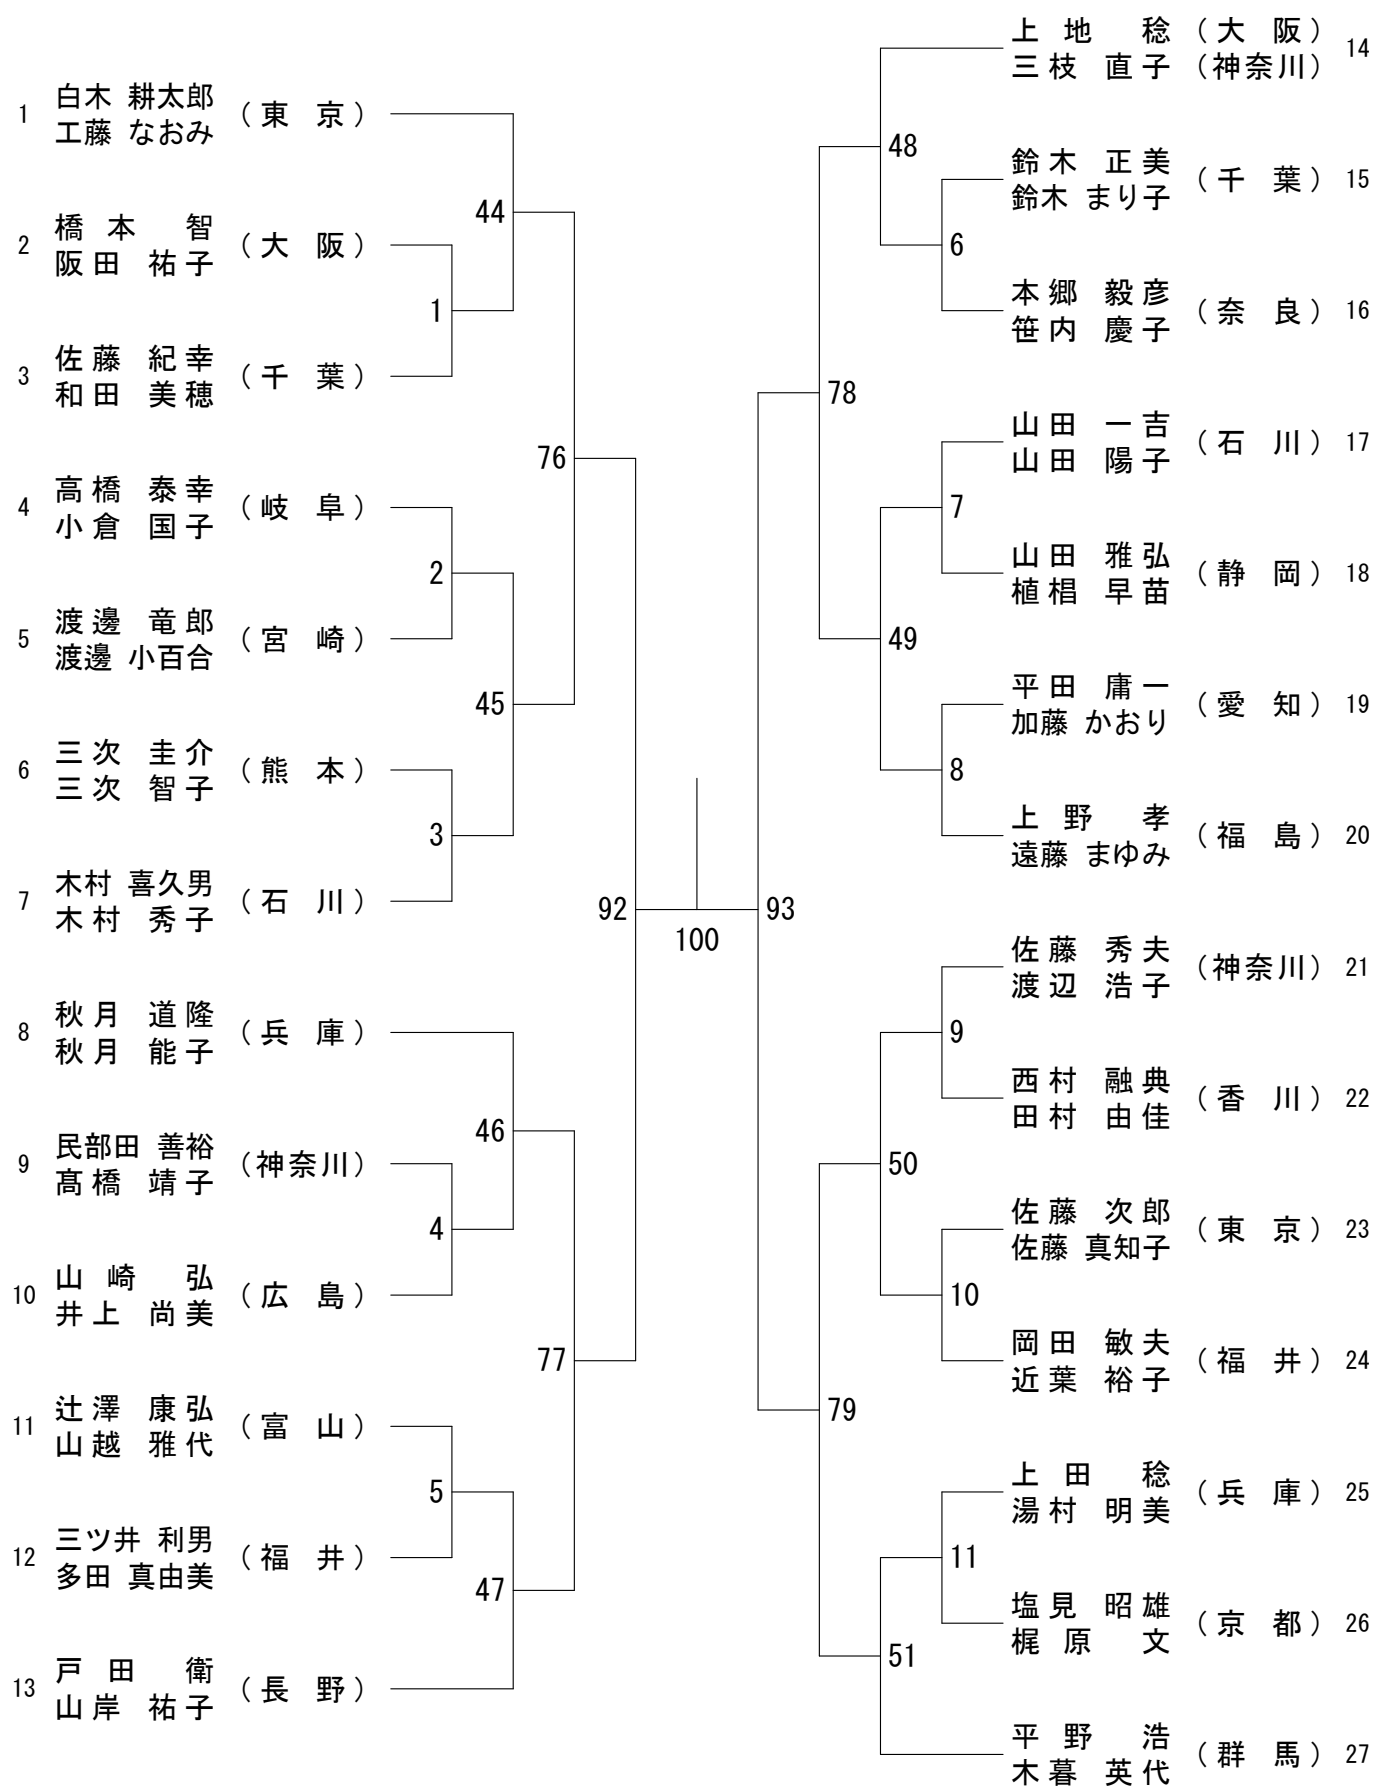 1 白木 耕太郎 (東 京)
工藤 なおみ
2 橋本 智 (大 阪)
阪田 祐子
3 佐藤 紀幸 (千 葉)
和田 美穂
4 高橋 泰幸 (岐 阜)
小倉 国子
5 渡邊 竜郎 (宮 崎)
渡邊 小百合
6 三次 圭介 (熊 本)
三次 智子
7 木村 喜久男 (石 川)
木村 秀子
8 秋月 道隆 (兵 庫)
秋月 能子
9 民部田 善裕 (神奈川)
髙橋 靖子
10 山崎 弘 (広 島)
井上 尚美
11 辻澤 康弘 (富 山)
山越 雅代
12 三ツ井 利男 (福 井)
多田 真由美
13 戸田 衛 (長 野)
山岸 祐子
44
1
76
2
45
3
92
46
4
77
5
47
100
48
6
78
7
49
8
93
9
50
10
79
11
51
上地 稔 (大 阪) 14
三枝 直子 (神奈川)
鈴木 正美 (千 葉) 15
鈴木 まり子
本郷 毅彦 (奈 良) 16
笹内 慶子
山田 一吉 (石 川) 17
山田 陽子
山田 雅弘 (静 岡) 18
植椙 早苗
平田 庸一 (愛 知) 19
加藤 かおり
上野 孝 (福 島) 20
遠藤 まゆみ
佐藤 秀夫 (神奈川) 21
渡辺 浩子
西村 融典 (香 川) 22
田村 由佳
佐藤 次郎 (東 京) 23
佐藤 真知子
岡田 敏夫 (福 井) 24
近葉 裕子
上田 稔 (兵 庫) 25
湯村 明美
塩見 昭雄 (京 都) 26
梶原 文
平野 浩 (群 馬) 27
木暮 英代